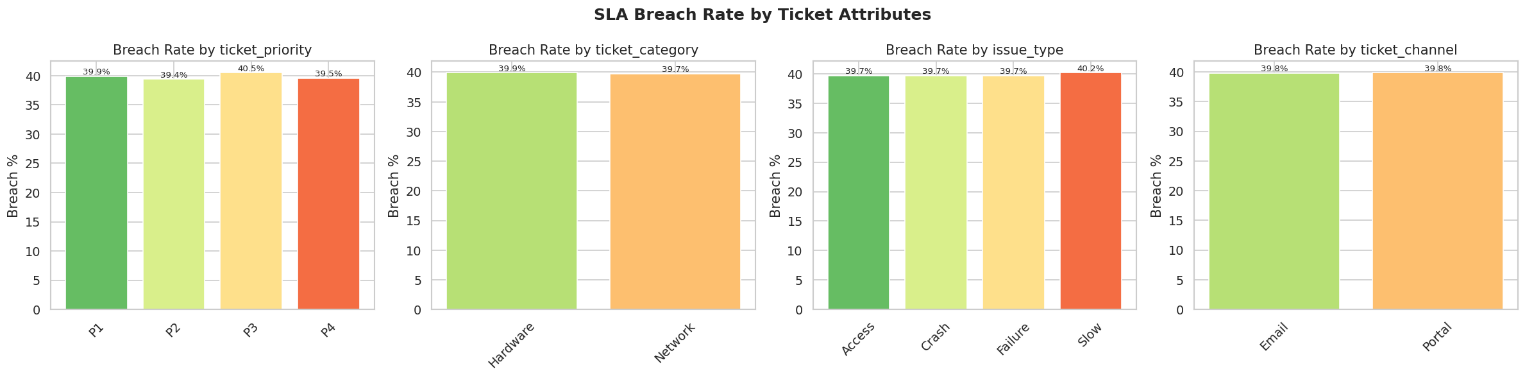 SLA Breach Rate by Ticket Attributes
Breach Rate by ticket_priority
Breach %
40
35
30
25
20
15
10
5
0
39.9%
39.4%
40.5%
39.5%
P1
P2
P3
P4
Breach Rate by ticket_category
Breach %
40
35
30
25
20
15
10
5
0
39.9%
39.7%
Hardware
Network
Breach Rate by issue_type
Breach %
40
35
30
25
20
15
10
5
0
39.7%
39.7%
39.7%
40.2%
Access
Crash
Failure
Slow
Breach Rate by ticket_channel
Breach %
40
35
30
25
20
15
10
5
0
39.8%
39.8%
Email
Portal